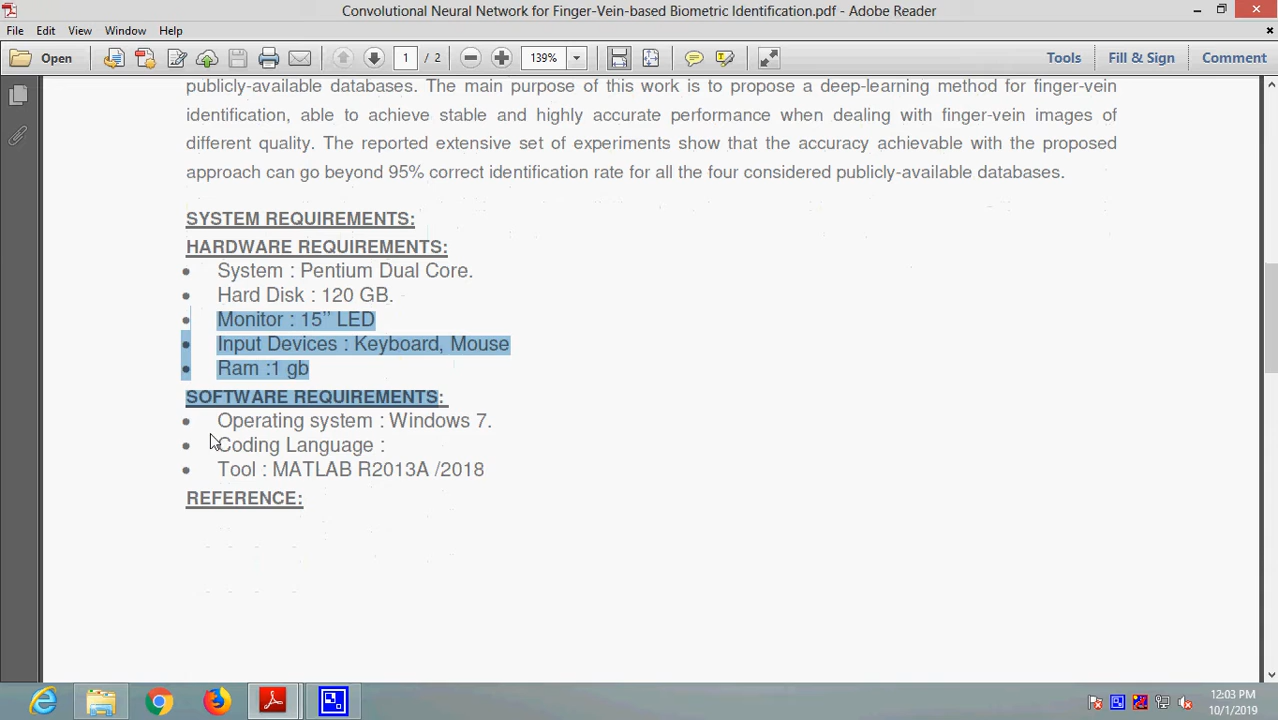 Convolutional Neural Network for Finger-Vein-based Biometric Identification.pdf - Adobe Reader
File Edit View Window Help
Open 1 / 2 139% Tools Fill & Sign Comment
publicly-available databases. The main purpose of this work is to propose a deep-learning method for finger-vein
identification, able to achieve stable and highly accurate performance when dealing with finger-vein images of
different quality. The reported extensive set of experiments show that the accuracy achievable with the proposed
approach can go beyond 95% correct identification rate for all the four considered publicly-available databases.
SYSTEM REQUIREMENTS:
HARDWARE REQUIREMENTS:
• System : Pentium Dual Core.
• Hard Disk : 120 GB.
• Monitor : 15’’ LED
• Input Devices : Keyboard, Mouse
• Ram :1 gb
SOFTWARE REQUIREMENTS:
• Operating system : Windows 7.
• Coding Language :
• Tool : MATLAB R2013A /2018
REFERENCE:
12:03 PM
10/1/2019